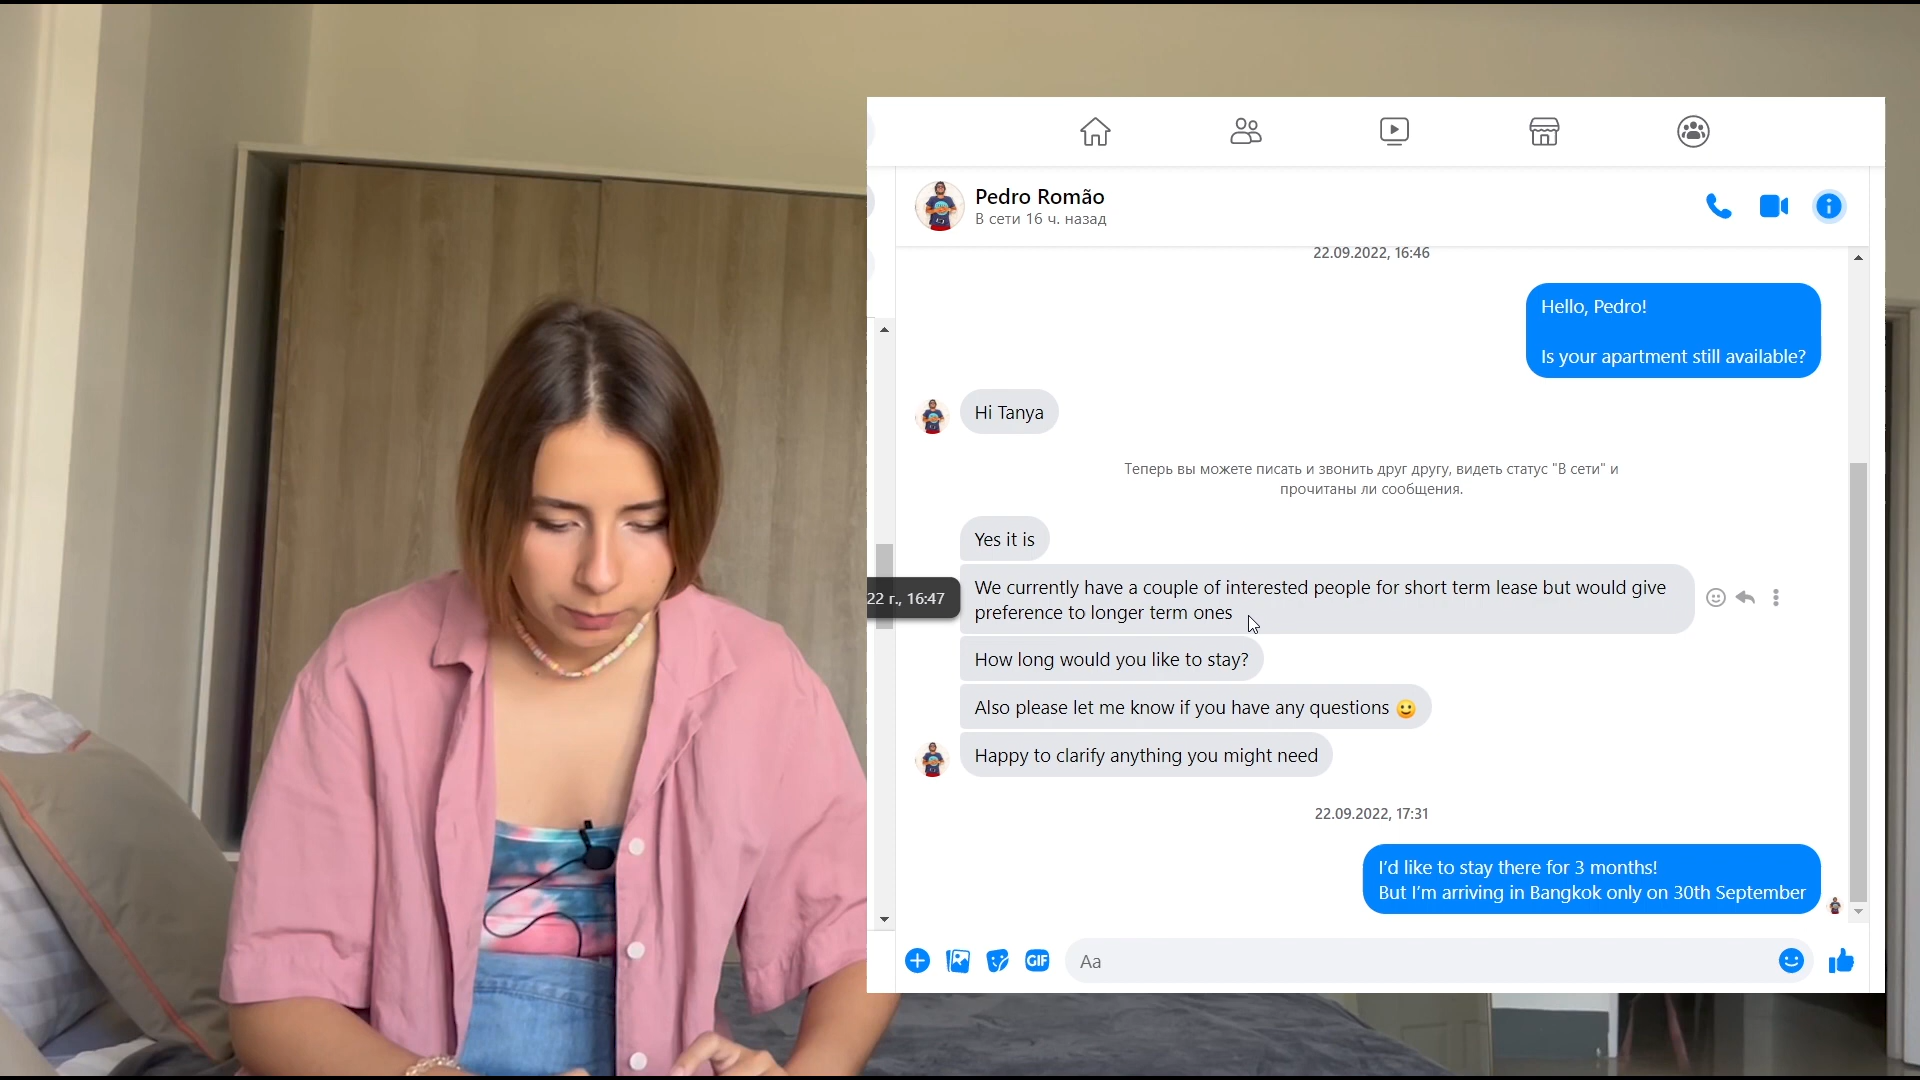 Pedro Romão
В сети 16 ч. назад
22.09.2022, 16:46
Hello, Pedro!
Is your apartment still available?
Hi Tanya
Теперь вы можете писать и звонить друг другу, видеть статус "В сети" и
прочитаны ли сообщения.
Yes it is
22 г., 16:47
We currently have a couple of interested people for short term lease but would give
preference to longer term ones
How long would you like to stay?
Also please let me know if you have any questions
Happy to clarify anything you might need
22.09.2022, 17:31
I'd like to stay there for 3 months!
But I'm arriving in Bangkok only on 30th September
GIF
Aa